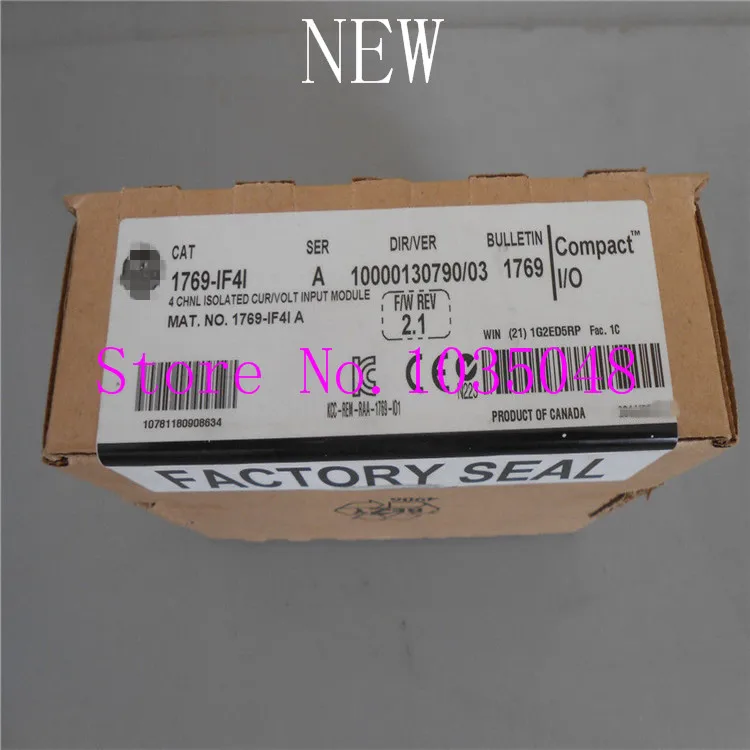 NEW
CAT SER DIR/VER BULLETIN Compact™
1769-IF4I A 10000130790/03 1769 I/O
4 CHNL ISOLATED CUR/VOLT INPUT MODULE
MAT. NO. 1769-IF4I A
F/W REV
2.1
WIN (21) 1G2ED5RP Fac. 1C
Store No.1035048
N223
KCC-REM-RAA-1769-I01
10781180908634
PRODUCT OF CANADA
FACTORY SEAL